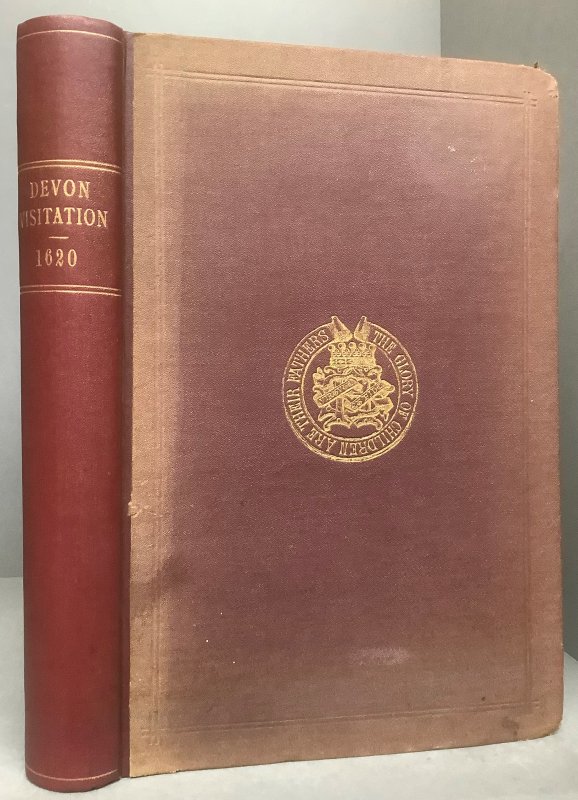 DEVON
VISITATION
1620
THE GLORY OF CHILDREN ARE THEIR FATHERS